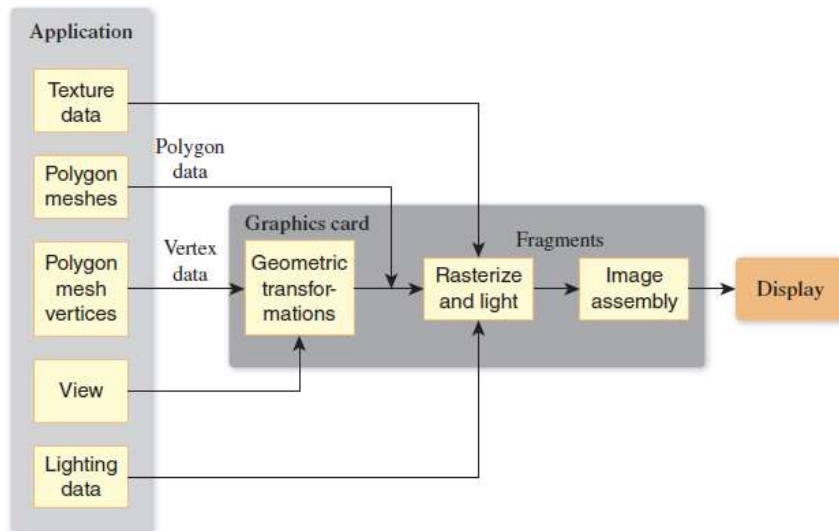 Application
Texture
data
Polygon
meshes
Polygon
mesh
vertices
View
Lighting
data
Polygon
data
Vertex
data
Graphics card
Geometric
transfor-
mations
Rasterize
and light
Fragments
Image
assembly
Display